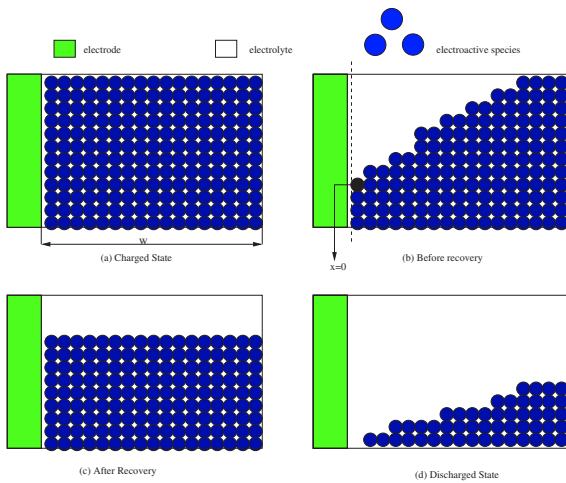 electrode
electrolyte
electroactive species
w
(a) Charged State
(b) Before recovery
x=0
(c) After Recovery
(d) Discharged State